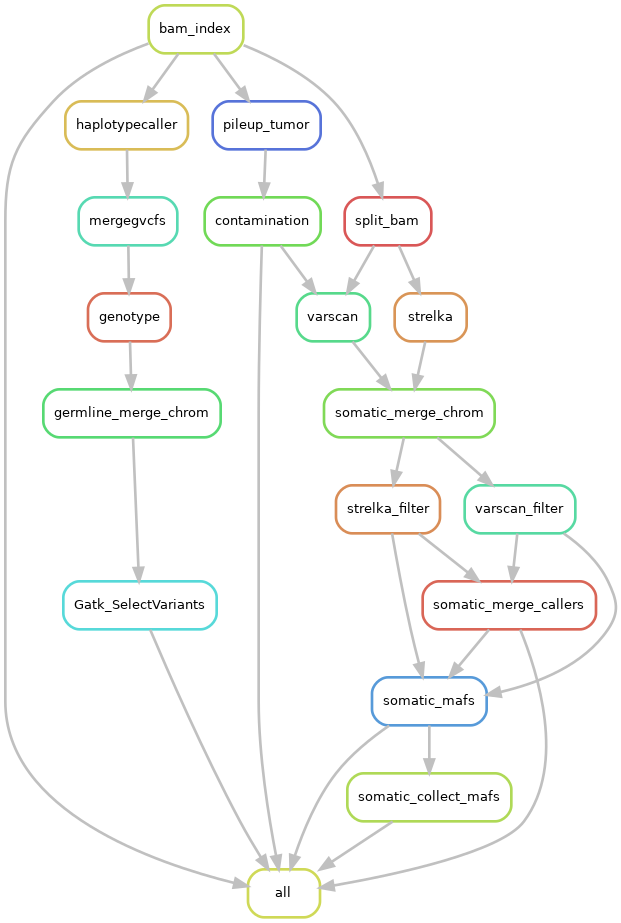 bam_index
haplotypecaller
pileup_tumor
mergegvcfs
contamination
split_bam
genotype
varscan
strelka
germline_merge_chrom
somatic_merge_chrom
strelka_filter
varscan_filter
Gatk_SelectVariants
somatic_merge_callers
somatic_mafs
somatic_collect_mafs
all